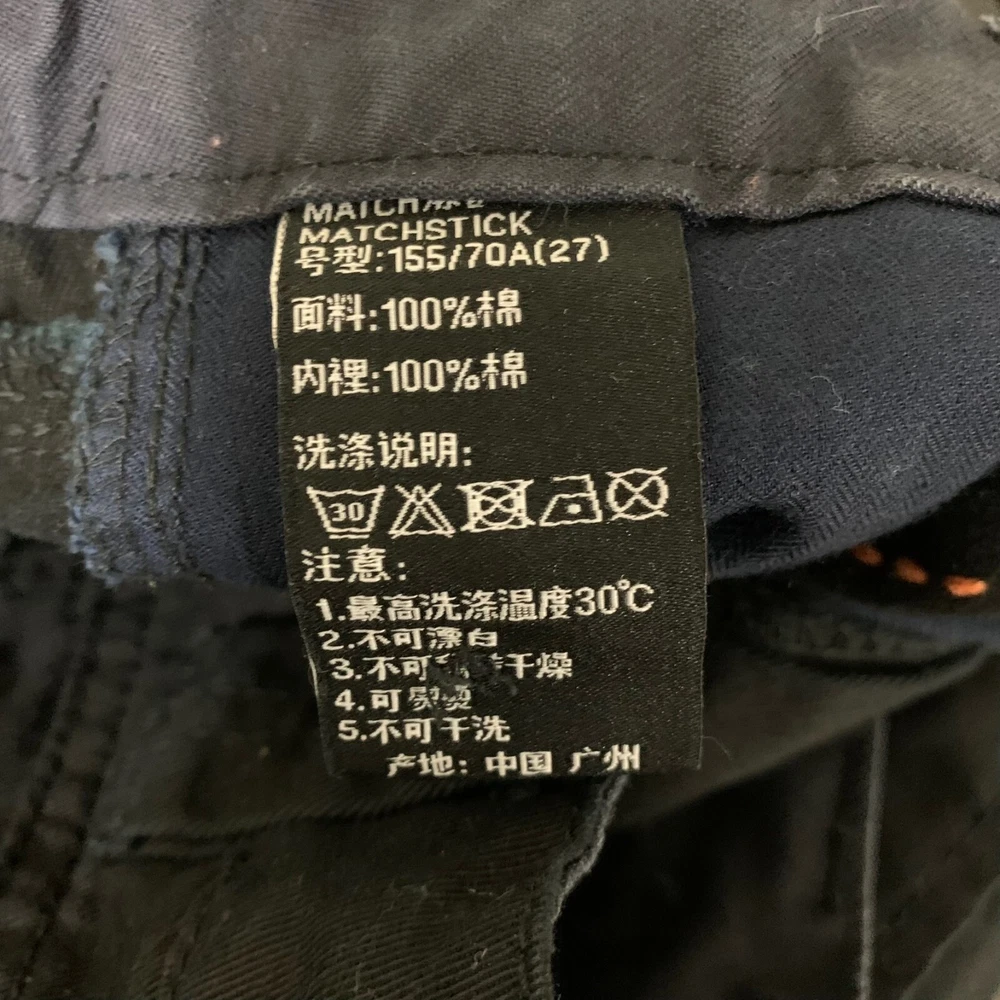 MATCH
MATCHSTICK
号型:155/70A(27)
面料:100%棉
内裡:100%棉
洗涤说明:
30
注意:
1.最高洗涤温度30℃
2.不可漂白
3.不可 干燥
4.可熨烫
5.不可干洗
产地: 中国 广州